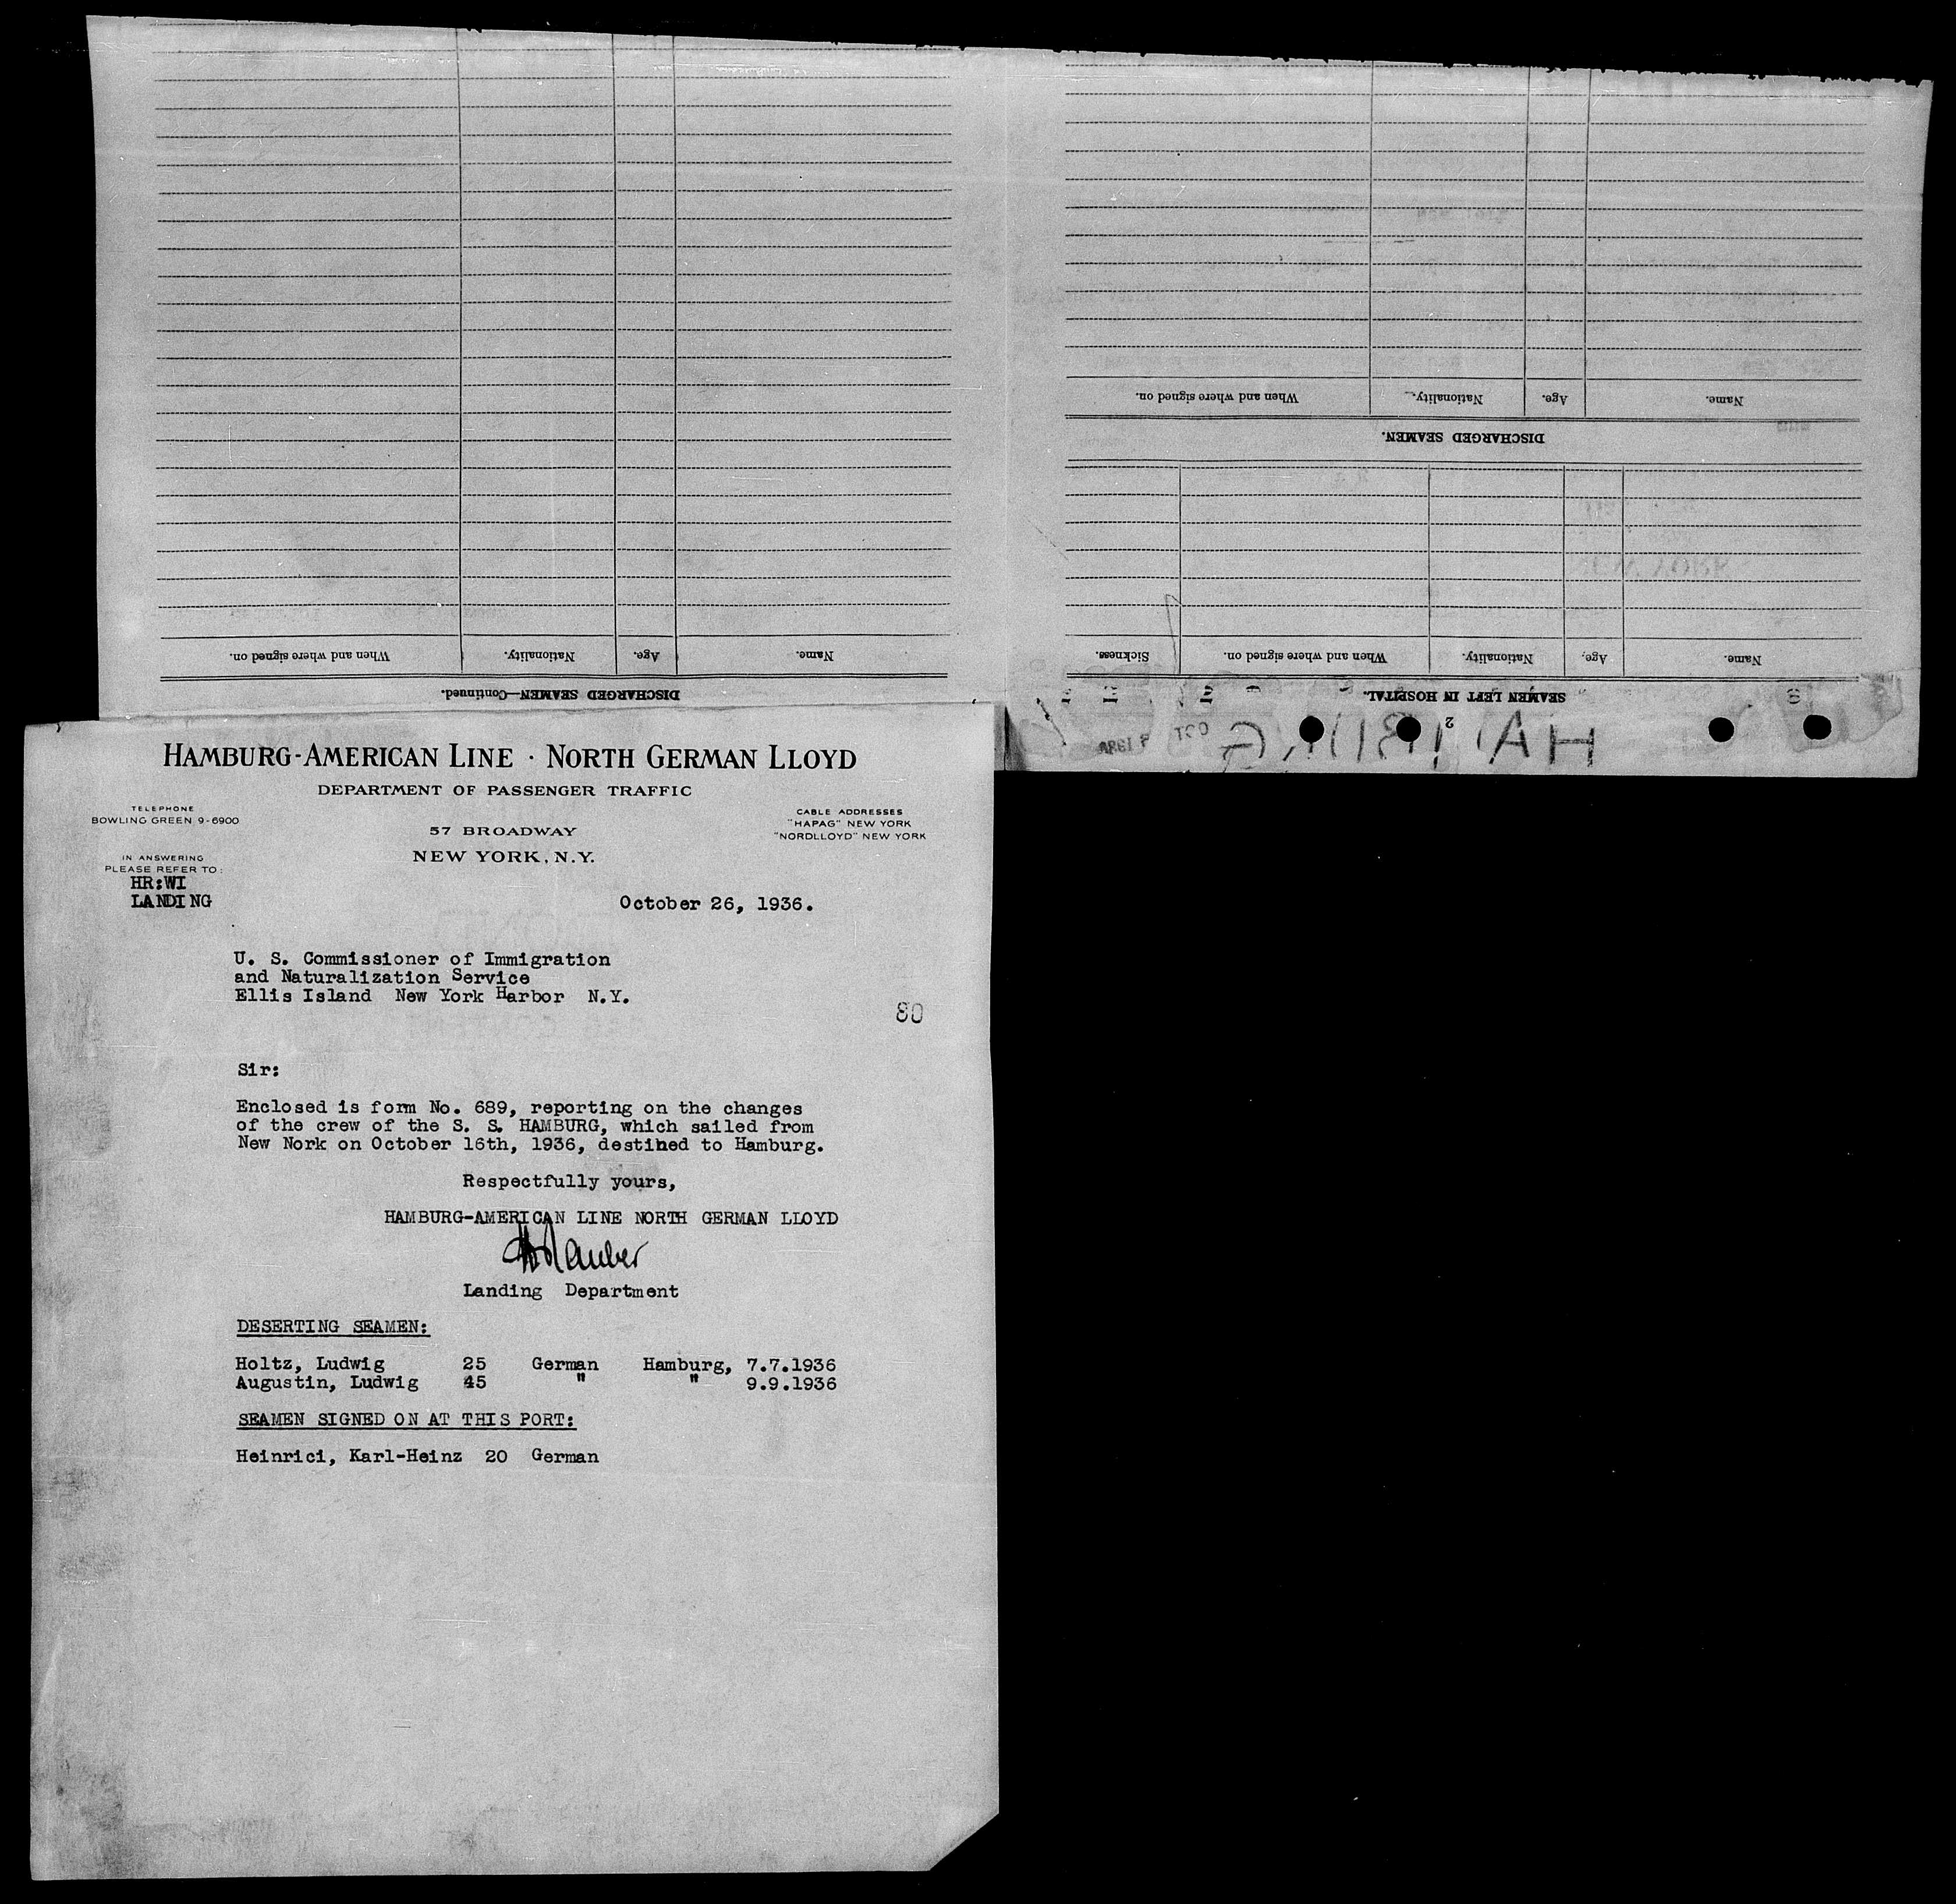 DISCHARGED SEAMEN—Continued.
Name. Age. Nationality. When and where signed on.
2
SEAMEN LEFT IN HOSPITAL.
Name. Age. Nationality. When and where signed on. Sickness.
DISCHARGED SEAMEN.
Name. Age. Nationality. When and where signed on.
HAMBURG-AMERICAN LINE · NORTH GERMAN LLOYD
DEPARTMENT OF PASSENGER TRAFFIC
TELEPHONE
BOWLING GREEN 9-6900
CABLE ADDRESSES
"HAPAG" NEW YORK
"NORDLLOYD" NEW YORK
57 BROADWAY
NEW YORK, N.Y.
IN ANSWERING
PLEASE REFER TO:
HR:WI
LANDING
October 26, 1936.
U. S. Commissioner of Immigration
and Naturalization Service
Ellis Island New York Harbor N.Y.
80
Sir:
Enclosed is form No. 689, reporting on the changes
of the crew of the S. S. HAMBURG, which sailed from
New Nork on October 16th, 1936, destined to Hamburg.
Respectfully yours,
HAMBURG-AMERICAN LINE NORTH GERMAN LLOYD
Landing Department
DESERTING SEAMEN:
Holtz, Ludwig 25 German Hamburg, 7.7.1936
Augustin, Ludwig 45 " " 9.9.1936
SEAMEN SIGNED ON AT THIS PORT:
Heinrici, Karl-Heinz 20 German